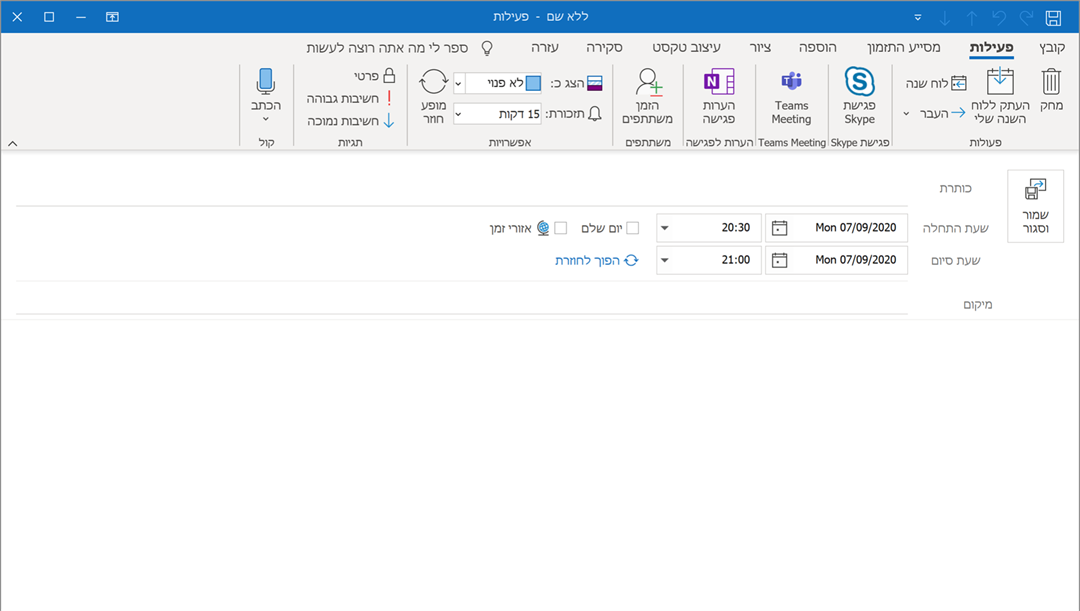 ללא שם - פעילות
קובץ פעילות מסייע התזמון הוספה ציור עיצוב טקסט סקירה עזרה ספר לי מה אתה רוצה לעשות
מחק
העתק ללוח השנה שלי
לוח שנה
העבר
פעולות
פגישת Skype
פגישת Skype
Teams Meeting
Teams Meeting
הערות פגישה
הערות לפגישה
הזמן משתתפים
משתתפים
הצג כ: לא פנוי
תזכורת: 15 דקות
מופע חוזר
אפשרויות
פרטי
חשיבות גבוהה
חשיבות נמוכה
תגיות
הכתב
קול
שמור וסגור
כותרת
שעת התחלה Mon 07/09/2020 20:30 יום שלם אזורי זמן
שעת סיום Mon 07/09/2020 21:00 הפוך לחוזרת
מיקום